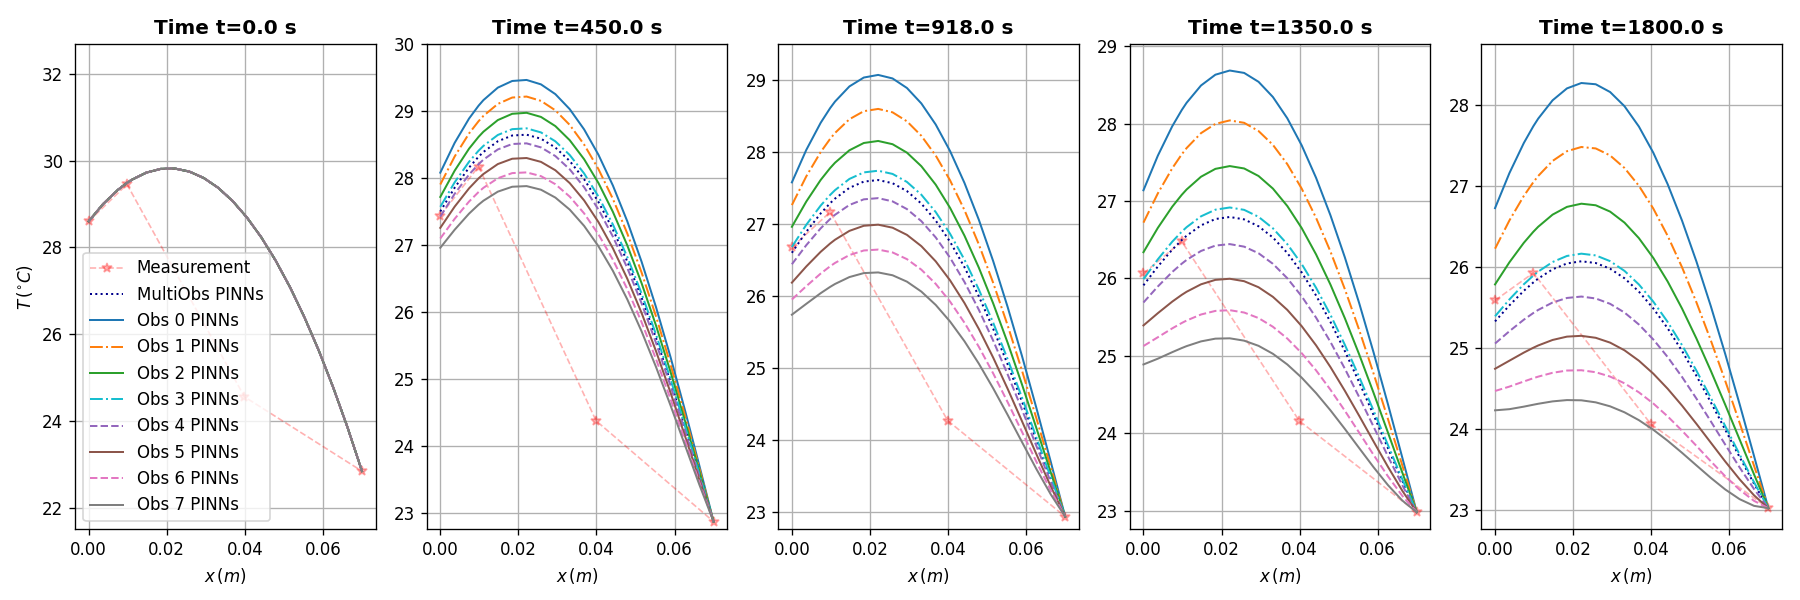 Time t=0.0 s
Time t=450.0 s
Time t=918.0 s
Time t=1350.0 s
Time t=1800.0 s
T (°C)
32
30
28
26
24
22
Measurement
MultiObs PINNs
Obs 0 PINNs
Obs 1 PINNs
Obs 2 PINNs
Obs 3 PINNs
Obs 4 PINNs
Obs 5 PINNs
Obs 6 PINNs
Obs 7 PINNs
0.00 0.02 0.04 0.06
x (m)
30
29
28
27
26
25
24
23
0.00 0.02 0.04 0.06
x (m)
29
28
27
26
25
24
23
0.00 0.02 0.04 0.06
x (m)
29
28
27
26
25
24
23
0.00 0.02 0.04 0.06
x (m)
28
27
26
25
24
23
0.00 0.02 0.04 0.06
x (m)